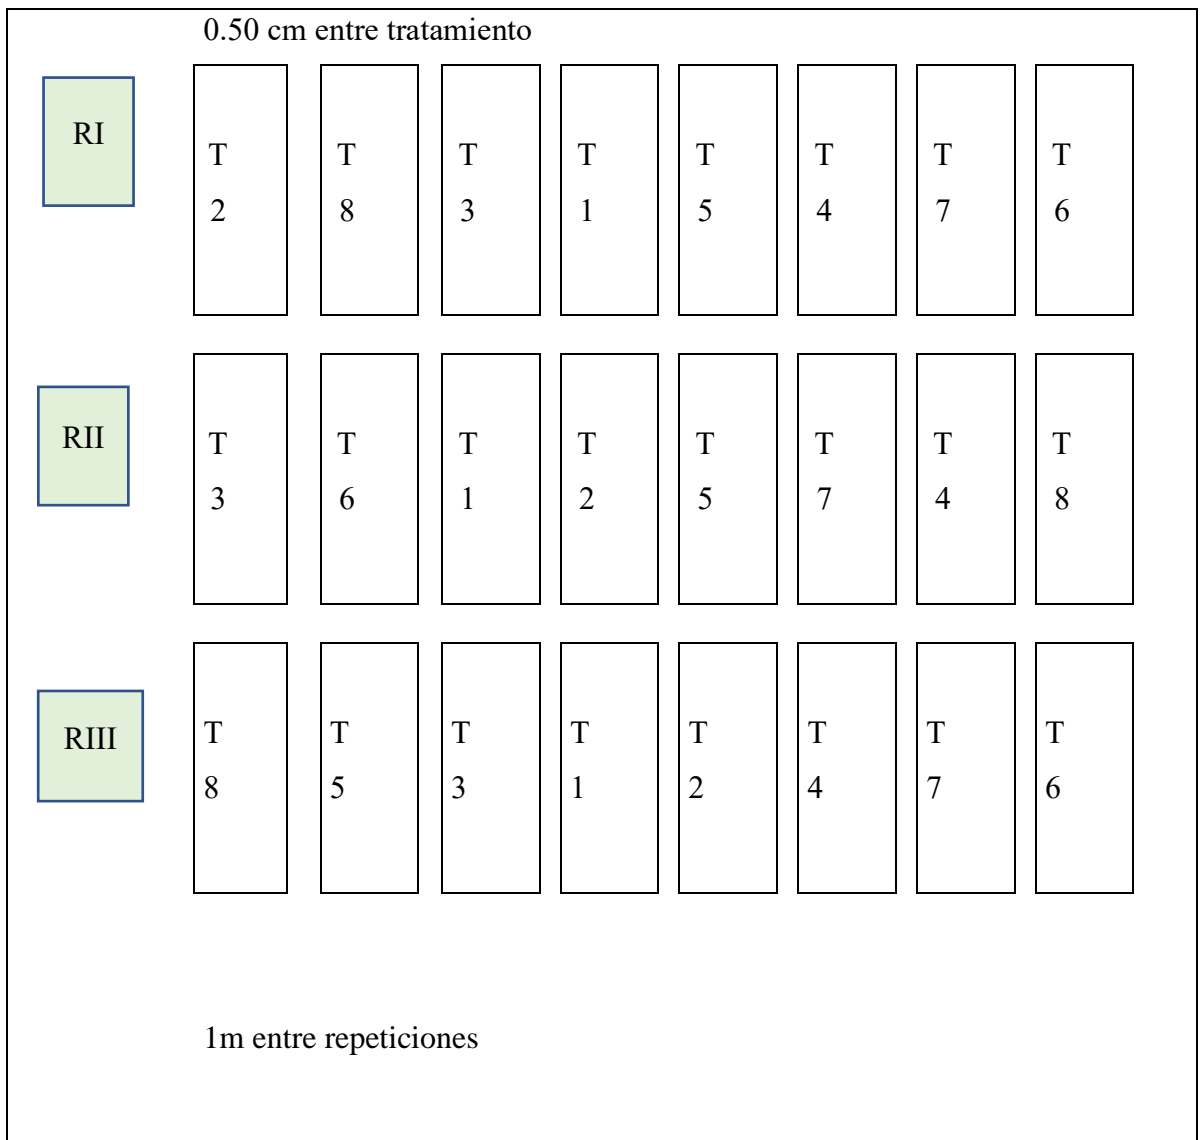 0.50 cm entre tratamiento
RI
T T T T T T T T
2 8 3 1 5 4 7 6
RII
T T T T T T T T
3 6 1 2 5 7 4 8
RIII
T T T T T T T T
8 5 3 1 2 4 7 6
1m entre repeticiones